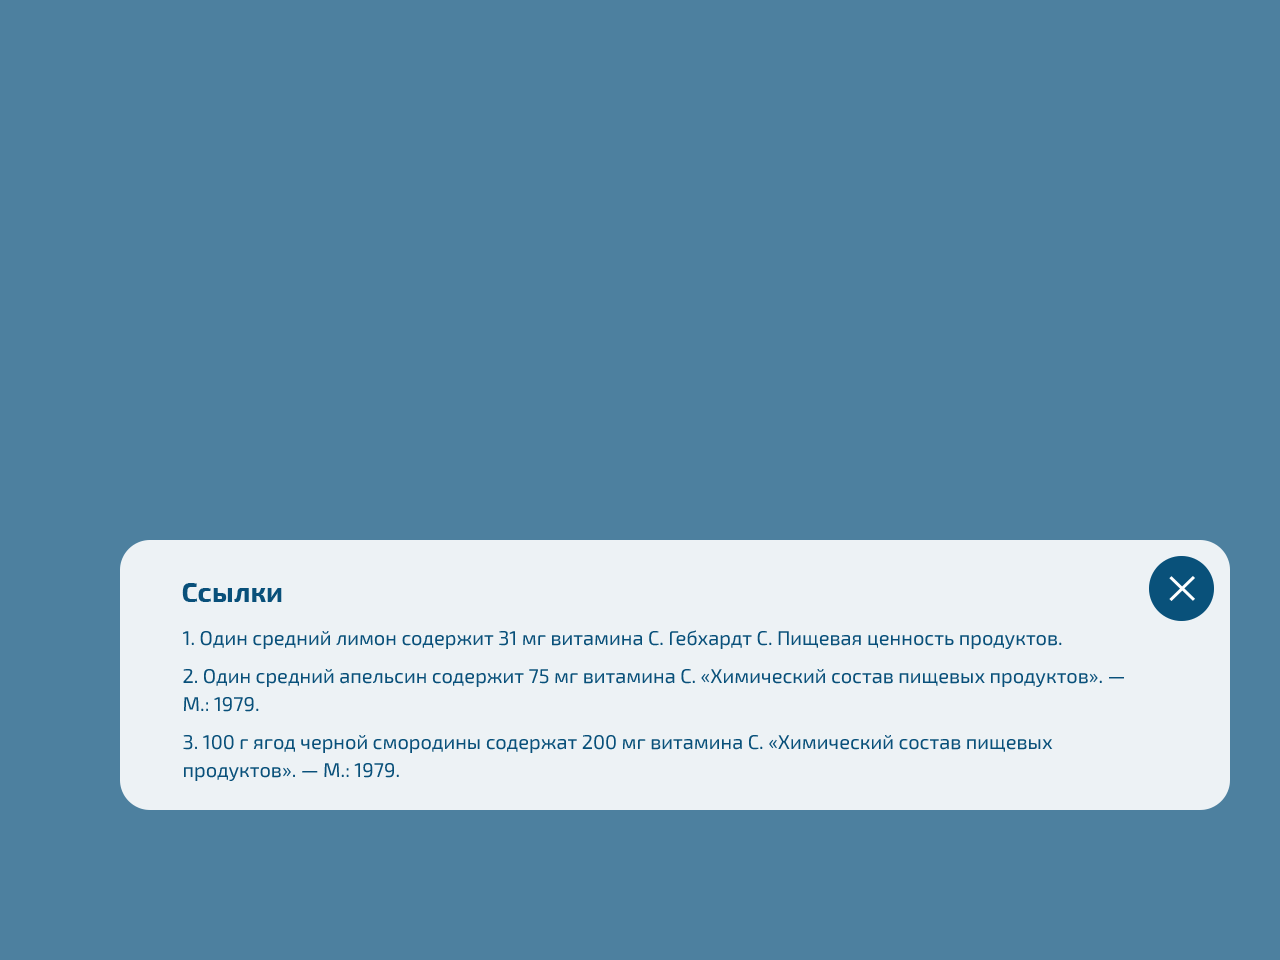 Ссылки
1. Один средний лимон содержит 31 мг витамина С. Гебхардт С. Пищевая ценность продуктов.
2. Один средний апельсин содержит 75 мг витамина С. «Химический состав пищевых продуктов». —
М.: 1979.
3. 100 г ягод черной смородины содержат 200 мг витамина С. «Химический состав пищевых
продуктов». — М.: 1979.